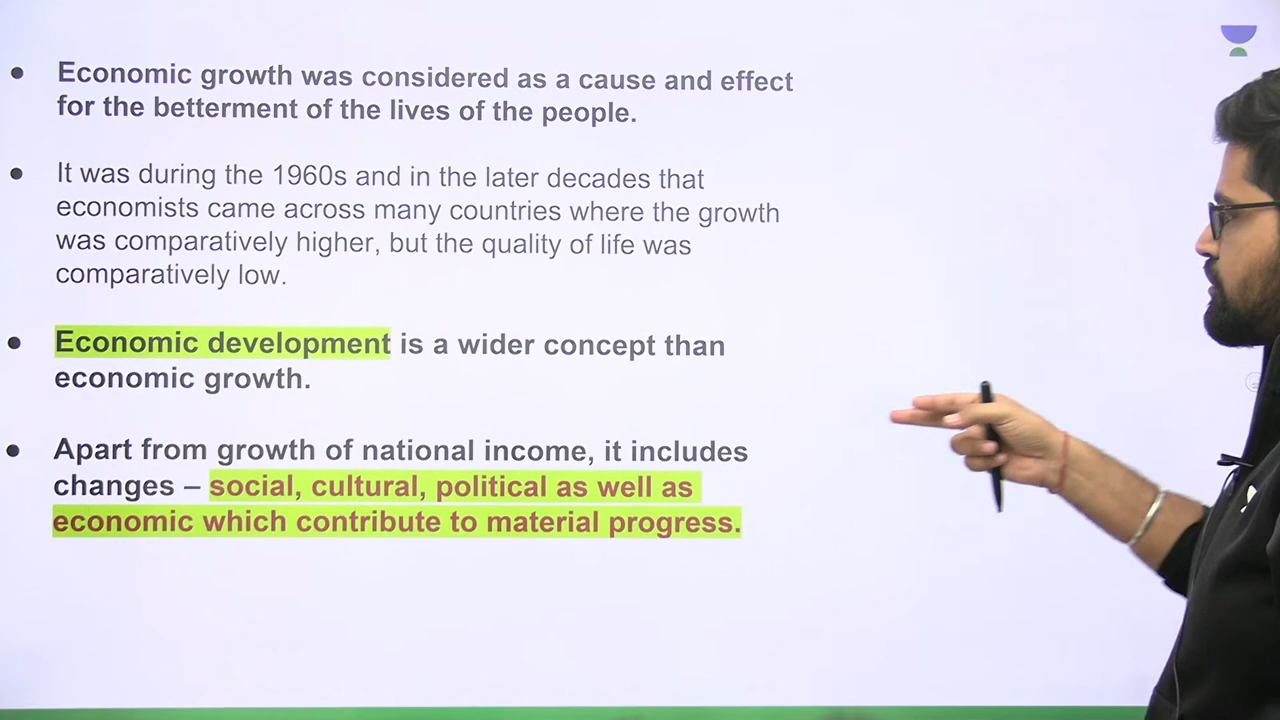 • Economic growth was considered as a cause and effect
for the betterment of the lives of the people.
• It was during the 1960s and in the later decades that
economists came across many countries where the growth
was comparatively higher, but the quality of life was
comparatively low.
• Economic development is a wider concept than
economic growth.
• Apart from growth of national income, it includes
changes – social, cultural, political as well as
economic which contribute to material progress.